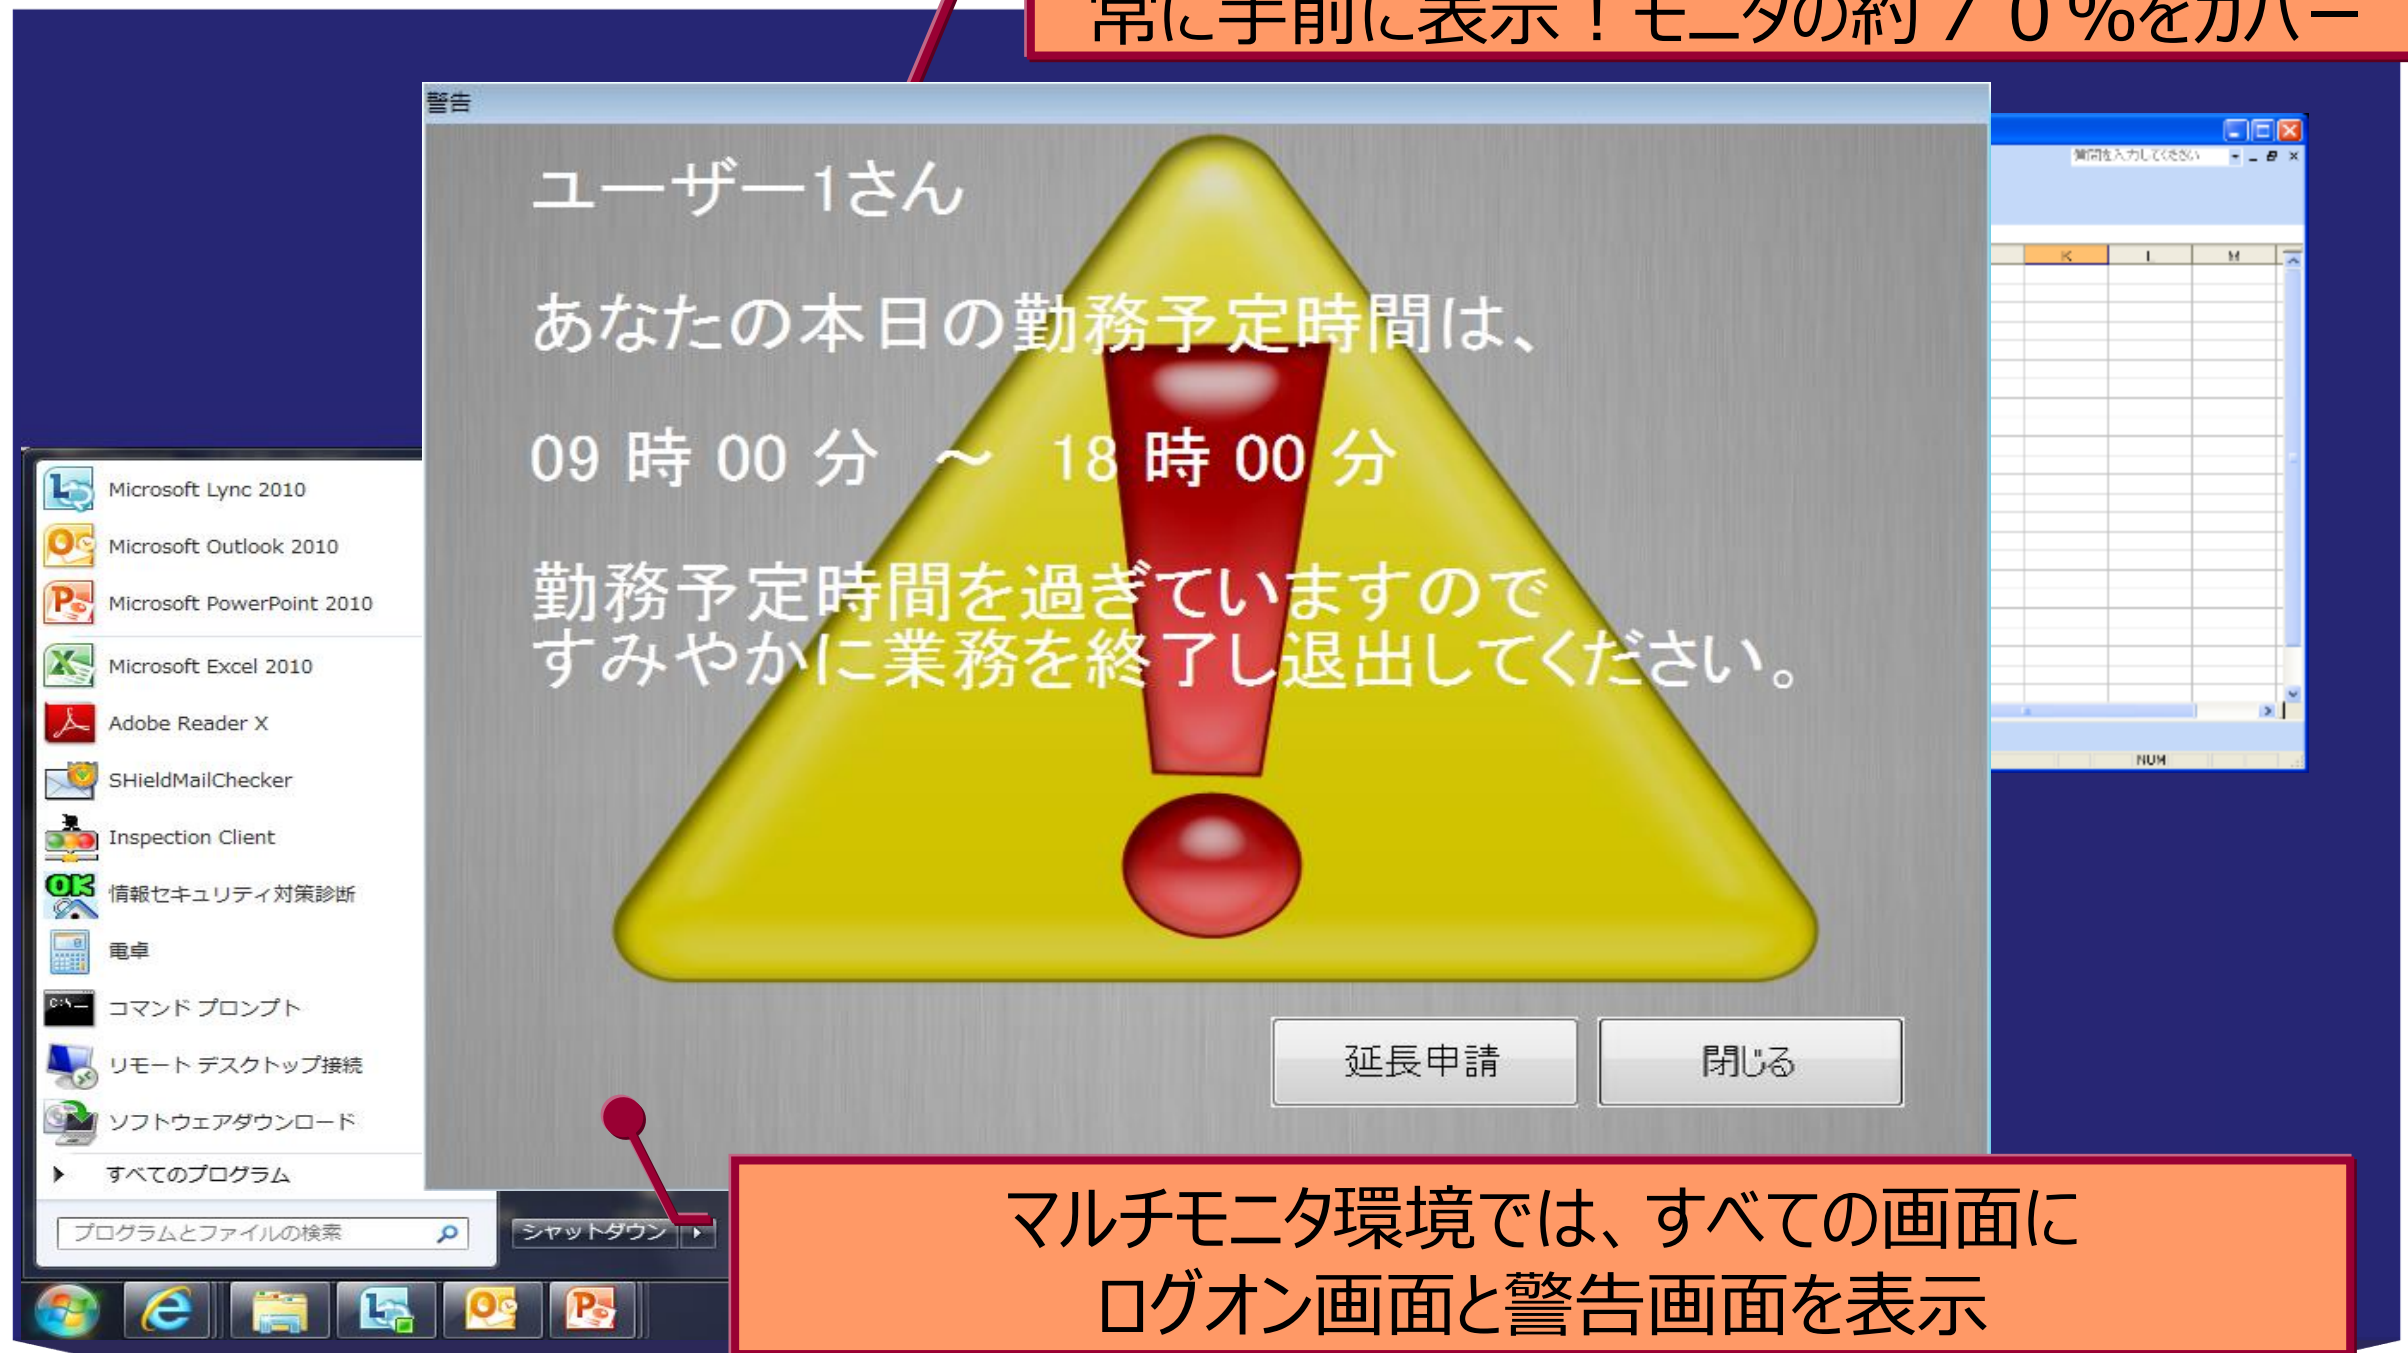 常に手前に表示！モニタの約７０％をカバー
警告
ユーザー1さん
あなたの本日の勤務予定時間は、
09 時 00 分 ～ 18 時 00 分
勤務予定時間を過ぎていますので
すみやかに業務を終了し退出してください。
延長申請
閉じる
質問を入力してください
K L M
NUM
Microsoft Lync 2010
Microsoft Outlook 2010
Microsoft PowerPoint 2010
Microsoft Excel 2010
Adobe Reader X
SHieldMailChecker
Inspection Client
情報セキュリティ対策診断
電卓
コマンド プロンプト
リモート デスクトップ接続
ソフトウェアダウンロード
すべてのプログラム
プログラムとファイルの検索
シャットダウン
マルチモニタ環境では、すべての画面に
ログオン画面と警告画面を表示